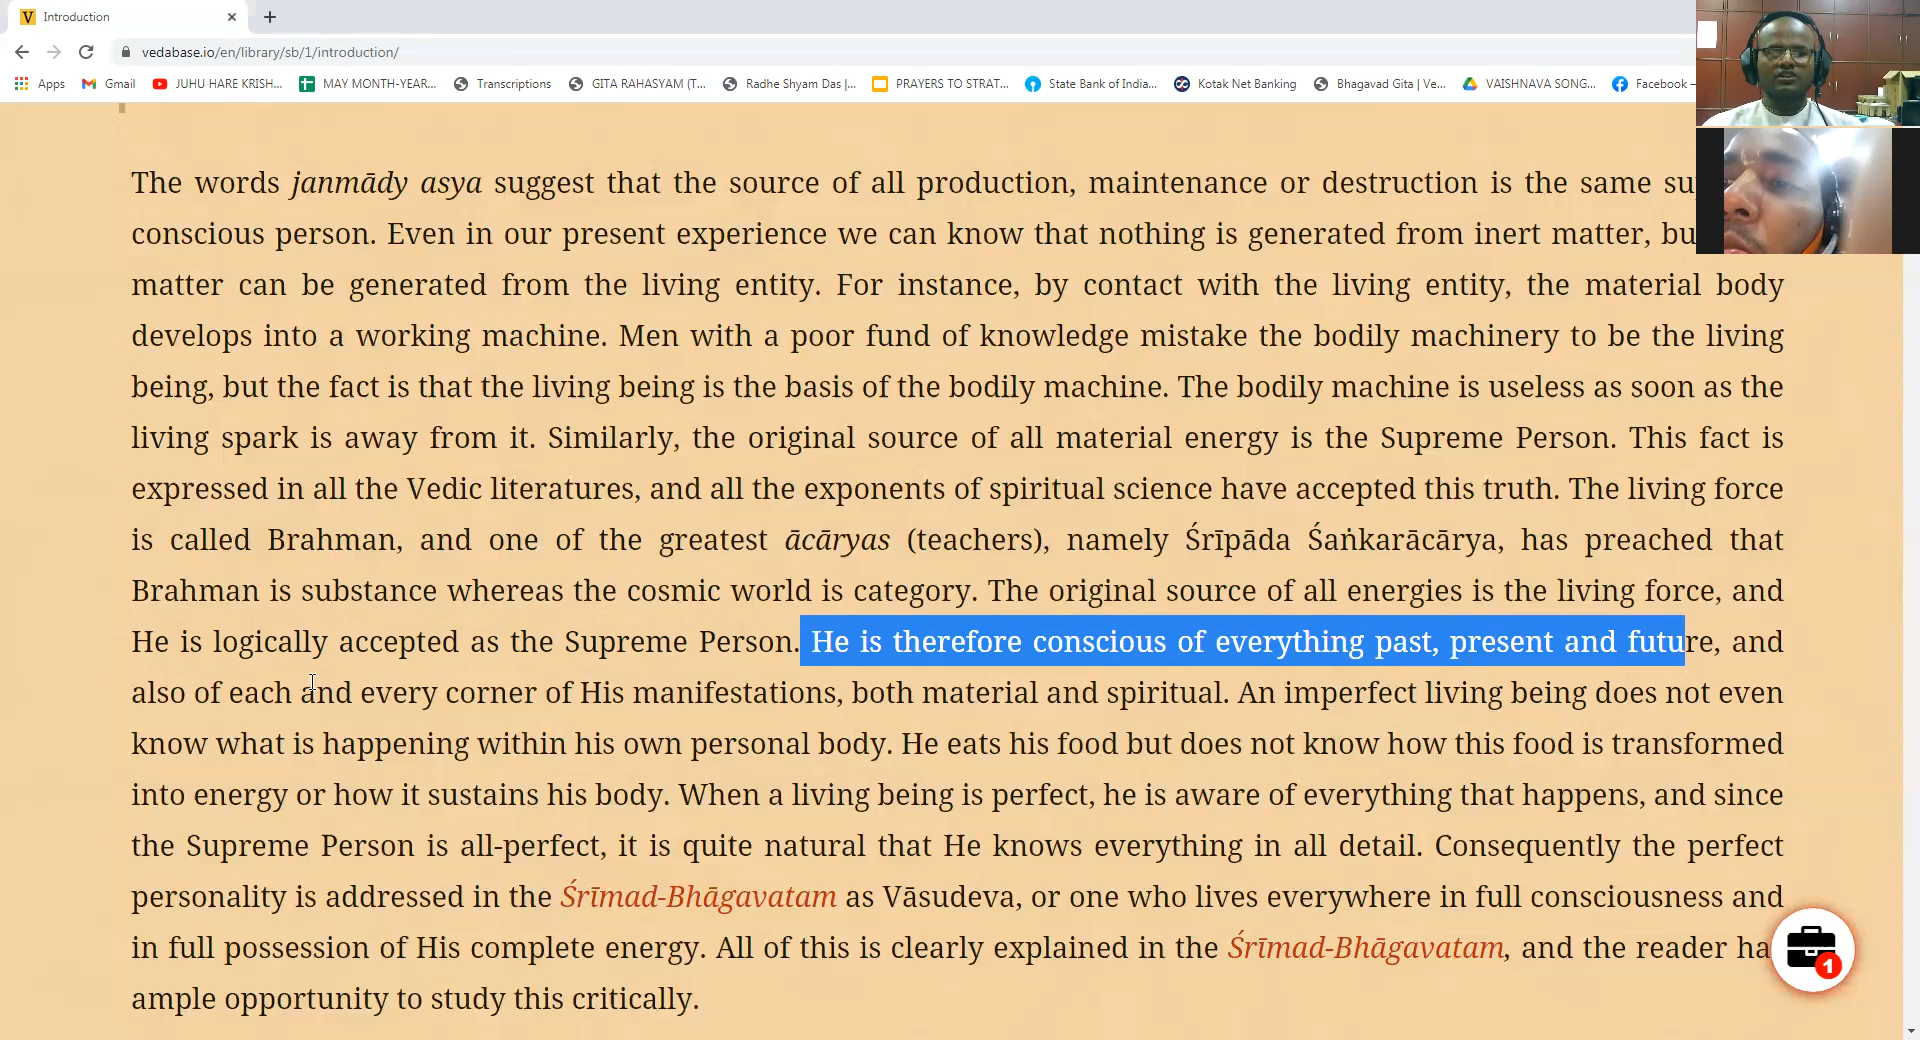 Introduction
vedabase.io/en/library/sb/1/introduction/
Apps Gmail JUHU HARE KRISH... MAY MONTH-YEAR... Transcriptions GITA RAHASYAM (T... Radhe Shyam Das |... PRAYERS TO STRAT... State Bank of India... Kotak Net Banking Bhagavad Gita | Ve... VAISHNAVA SONG... Facebook –
The words janmādy asya suggest that the source of all production, maintenance or destruction is the same
conscious person. Even in our present experience we can know that nothing is generated from inert matter,
matter can be generated from the living entity. For instance, by contact with the living entity, the material body
develops into a working machine. Men with a poor fund of knowledge mistake the bodily machinery to be the living
being, but the fact is that the living being is the basis of the bodily machine. The bodily machine is useless as soon as the
living spark is away from it. Similarly, the original source of all material energy is the Supreme Person. This fact is
expressed in all the Vedic literatures, and all the exponents of spiritual science have accepted this truth. The living force
is called Brahman, and one of the greatest ācāryas (teachers), namely Śrīpāda Śaṅkarācārya, has preached that
Brahman is substance whereas the cosmic world is category. The original source of all energies is the living force, and
He is logically accepted as the Supreme Person. He is therefore conscious of everything past, present and future, and
also of each and every corner of His manifestations, both material and spiritual. An imperfect living being does not even
know what is happening within his own personal body. He eats his food but does not know how this food is transformed
into energy or how it sustains his body. When a living being is perfect, he is aware of everything that happens, and since
the Supreme Person is all-perfect, it is quite natural that He knows everything in all detail. Consequently the perfect
personality is addressed in the Śrīmad-Bhāgavatam as Vāsudeva, or one who lives everywhere in full consciousness and
in full possession of His complete energy. All of this is clearly explained in the Śrīmad-Bhāgavatam, and the reader
ample opportunity to study this critically.
1